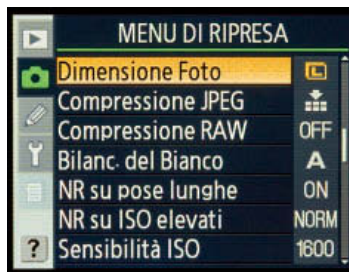 MENU DI RIPRESA
Dimensione Foto L
Compressione JPEG
Compressione RAW OFF
Bilanc. del Bianco A
NR su pose lunghe ON
NR su ISO elevati NORM
? Sensibilità ISO 1600